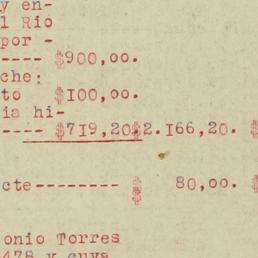 y en-
l Rio
por -
---- $900,00.
che:
to $100,00.
ia hi-
---- $719,20$2.166,20. $
cte-------- $ 80,00. $
onio Torres
478 y cuya